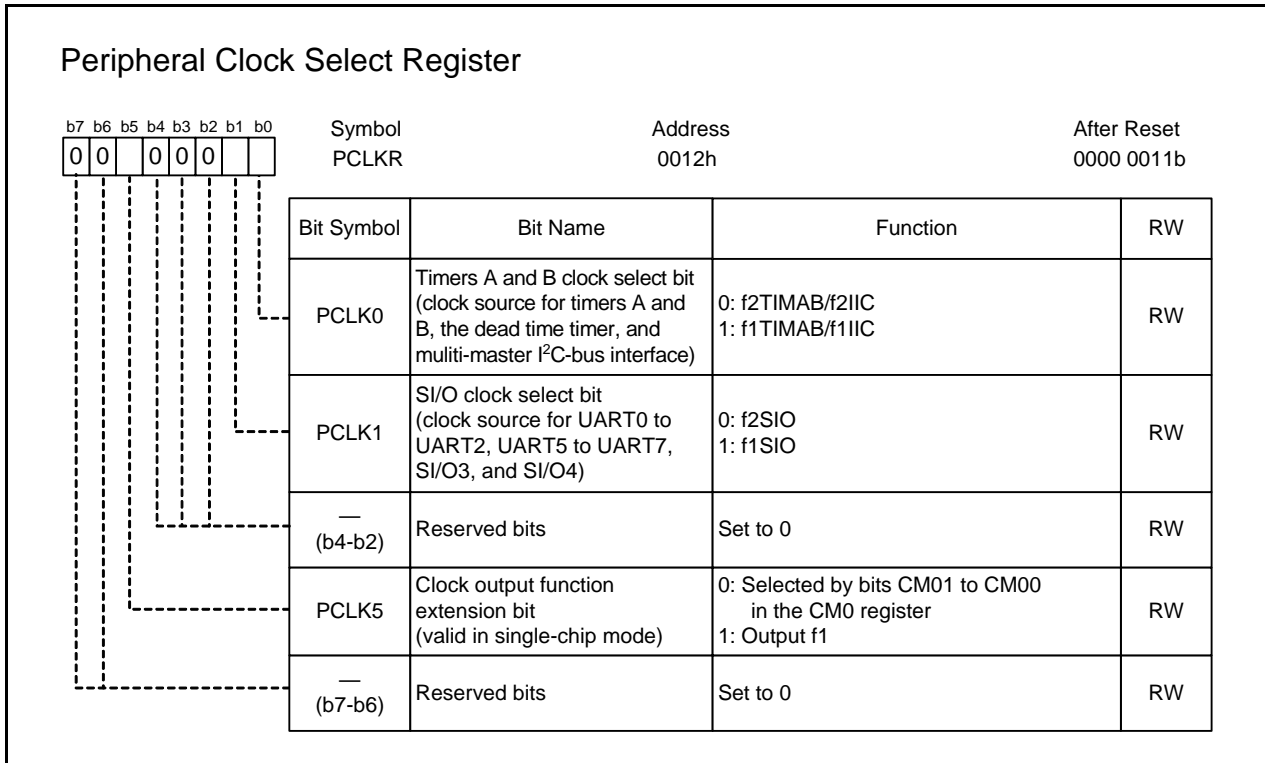 Peripheral Clock Select Register
b7 b6 b5 b4 b3 b2 b1 b0
Symbol Address After Reset
0 0 0 0 0
PCLKR 0012h 0000 0011b
Bit Symbol Bit Name Function RW
PCLK0
Timers A and B clock select bit
(clock source for timers A and
B, the dead time timer, and
muliti-master I²C-bus interface)
0: f2TIMAB/f2IIC
1: f1TIMAB/f1IIC
RW
PCLK1
SI/O clock select bit
(clock source for UART0 to
UART2, UART5 to UART7,
SI/O3, and SI/O4)
0: f2SIO
1: f1SIO
RW
—
(b4-b2)
Reserved bits
Set to 0
RW
PCLK5
Clock output function
extension bit
(valid in single-chip mode)
0: Selected by bits CM01 to CM00
in the CM0 register
1: Output f1
RW
—
(b7-b6)
Reserved bits
Set to 0
RW